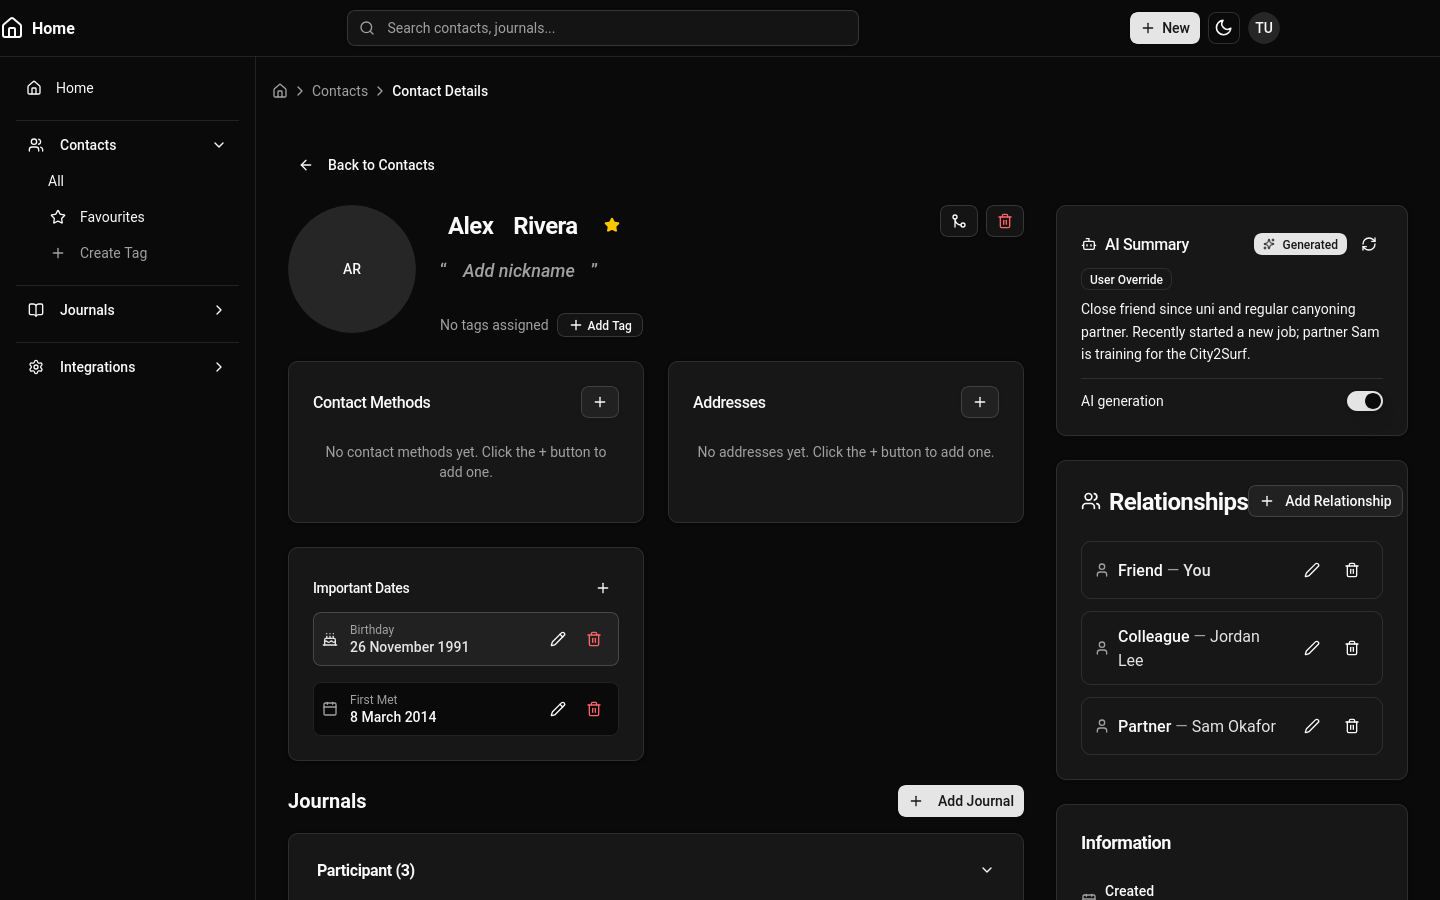 Home
Search contacts, journals...
New
TU
Home
Contacts
All
Favourites
Create Tag
Journals
Integrations
Contacts
Contact Details
Back to Contacts
AR
Alex Rivera
“ Add nickname ”
No tags assigned
Add Tag
Contact Methods
No contact methods yet. Click the + button to
add one.
Addresses
No addresses yet. Click the + button to add one.
Important Dates
Birthday
26 November 1991
First Met
8 March 2014
Journals
Add Journal
Participant (3)
AI Summary
Generated
User Override
Close friend since uni and regular canyoning
partner. Recently started a new job; partner Sam
is training for the City2Surf.
AI generation
Relationships
Add Relationship
Friend — You
Colleague — Jordan
Lee
Partner — Sam Okafor
Information
Created